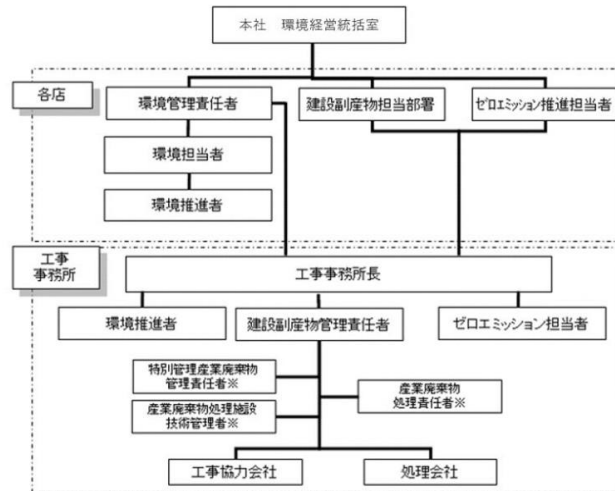 本社 環境経営統括室
各店
環境管理責任者
建設副産物担当部署
ゼロエミッション推進担当者
環境担当者
環境推進者
工事
事務所
工事事務所長
環境推進者
建設副産物管理責任者
ゼロエミッション担当者
特別管理産業廃棄物
管理責任者※
産業廃棄物
処理責任者※
産業廃棄物処理施設
技術管理者※
工事協力会社
処理会社